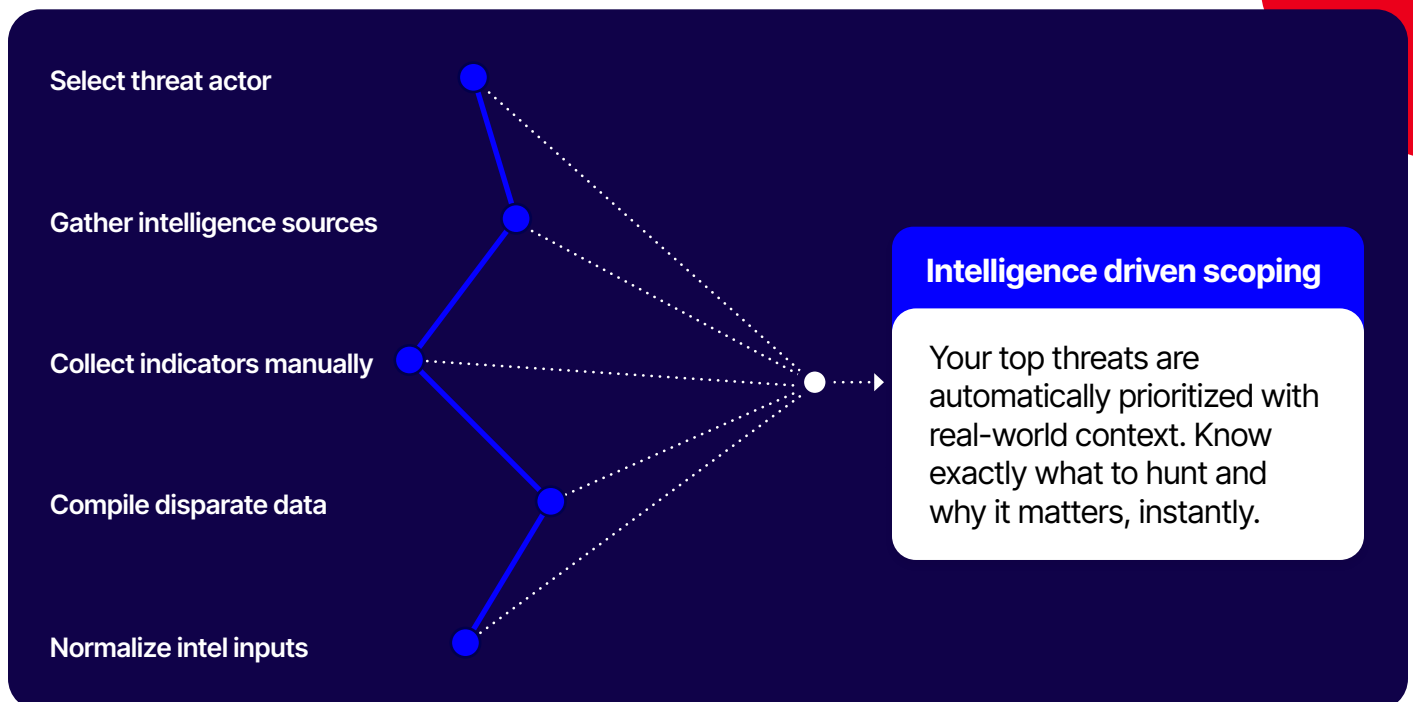 Select threat actor
Gather intelligence sources
Collect indicators manually
Compile disparate data
Normalize intel inputs
Intelligence driven scoping
Your top threats are
automatically prioritized with
real-world context. Know
exactly what to hunt and
why it matters, instantly.